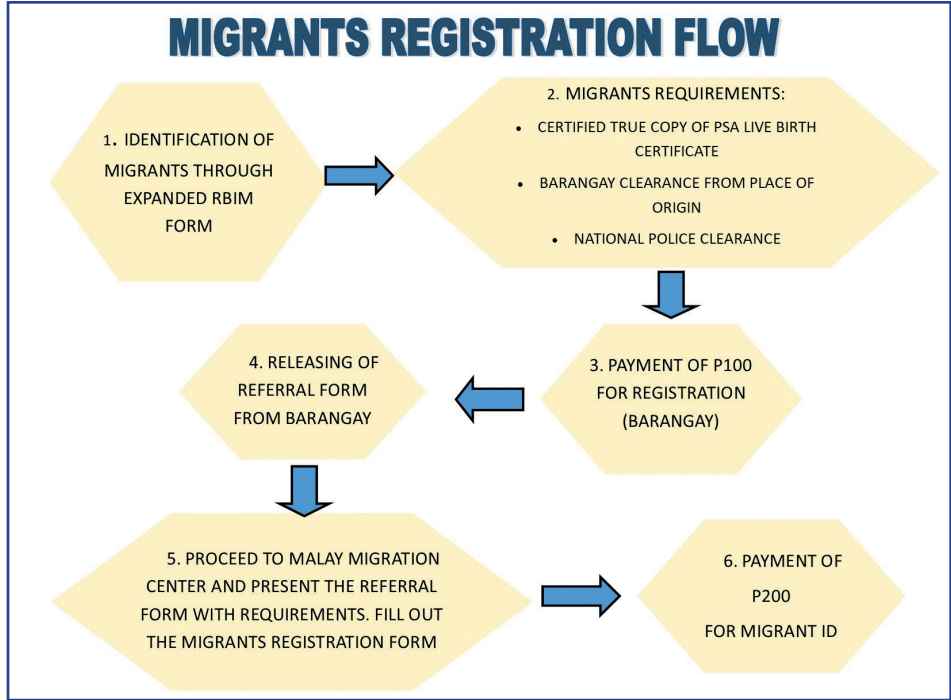 MIGRANTS REGISTRATION FLOW
1. IDENTIFICATION OF
MIGRANTS THROUGH
EXPANDED RBIM
FORM
2. MIGRANTS REQUIREMENTS:
• CERTIFIED TRUE COPY OF PSA LIVE BIRTH
CERTIFICATE
• BARANGAY CLEARANCE FROM PLACE OF
ORIGIN
• NATIONAL POLICE CLEARANCE
3. PAYMENT OF P100
FOR REGISTRATION
(BARANGAY)
4. RELEASING OF
REFERRAL FORM
FROM BARANGAY
5. PROCEED TO MALAY MIGRATION
CENTER AND PRESENT THE REFERRAL
FORM WITH REQUIREMENTS. FILL OUT
THE MIGRANTS REGISTRATION FORM
6. PAYMENT OF
P200
FOR MIGRANT ID